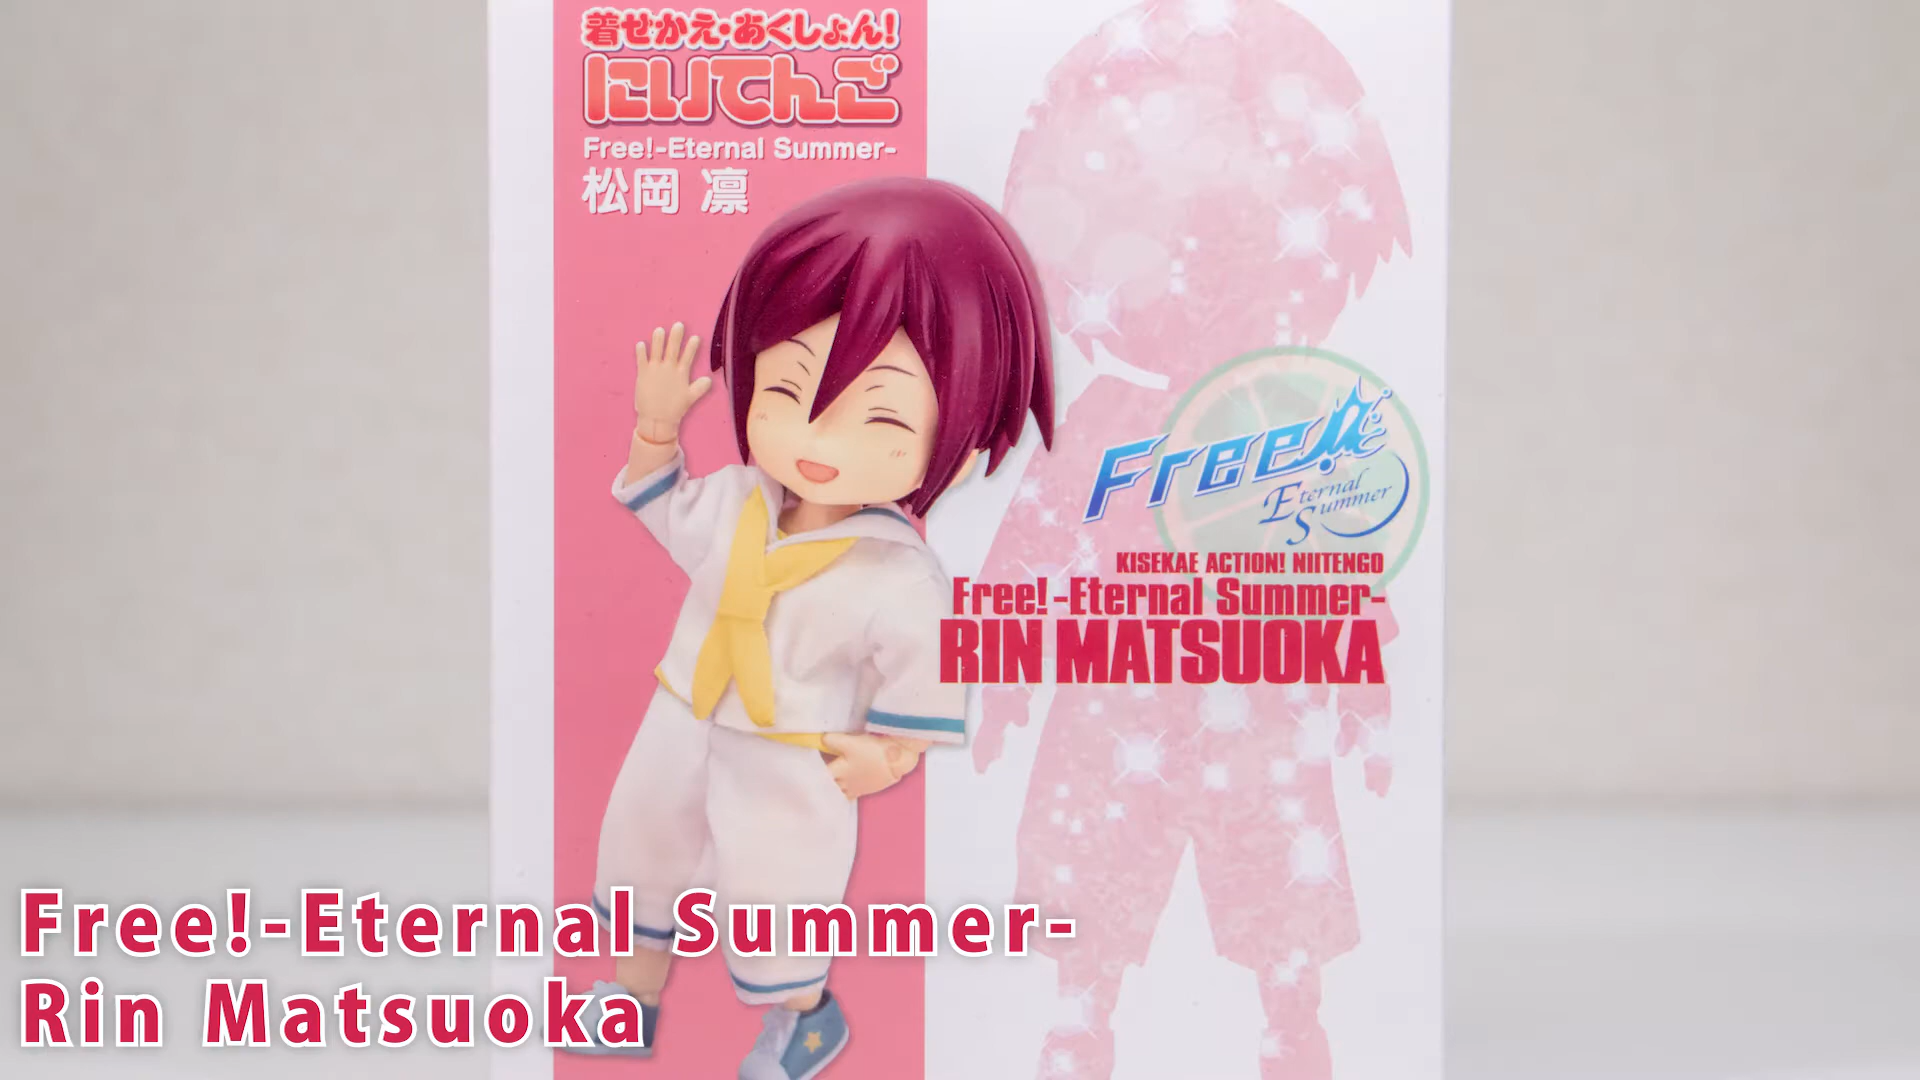 着せかえ・あくしょん!
にいてんご
Free!-Eternal Summer-
松岡 凛
Free!
Eternal
Summer
KISEKAE ACTION! NIITENGO
Free! -Eternal Summer-
RIN MATSUOKA
Free!-Eternal Summer-
Rin Matsuoka